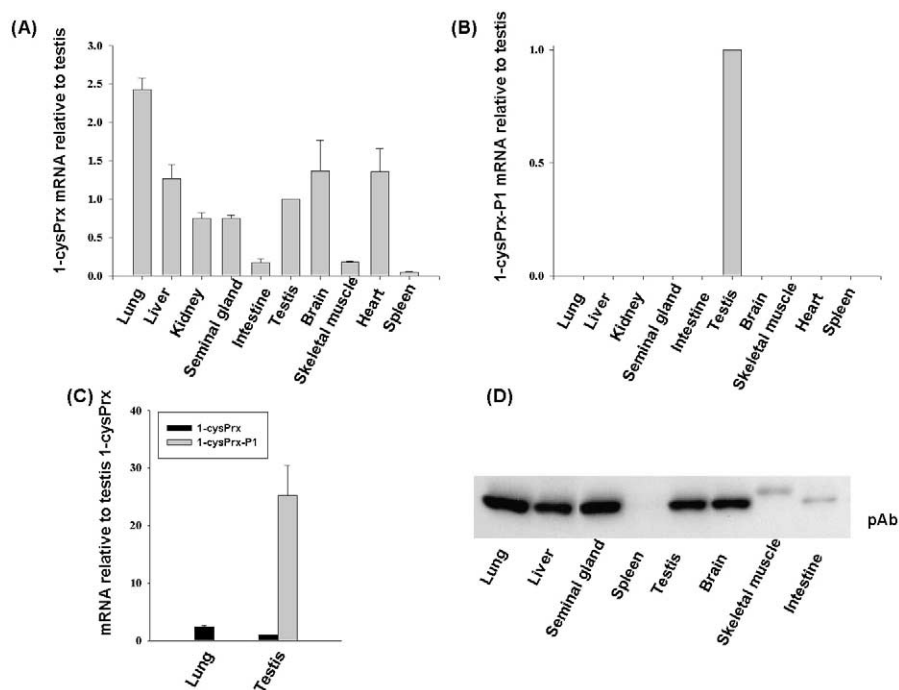 (A)
1-cysPrx mRNA relative to testis
3.0
2.5
2.0
1.5
1.0
0.5
0.0
Lung
Liver
Kidney
Seminal gland
Intestine
Testis
Brain
Skeletal muscle
Heart
Spleen
(B)
1-cysPrx-P1 mRNA relative to testis
1.0
0.5
0.0
Lung
Liver
Kidney
Seminal gland
Intestine
Testis
Brain
Skeletal muscle
Heart
Spleen
(C)
mRNA relative to testis 1-cysPrx
40
30
20
10
0
1-cysPrx
1-cysPrx-P1
Lung
Testis
(D)
pAb
Lung
Liver
Seminal gland
Spleen
Testis
Brain
Skeletal muscle
Intestine